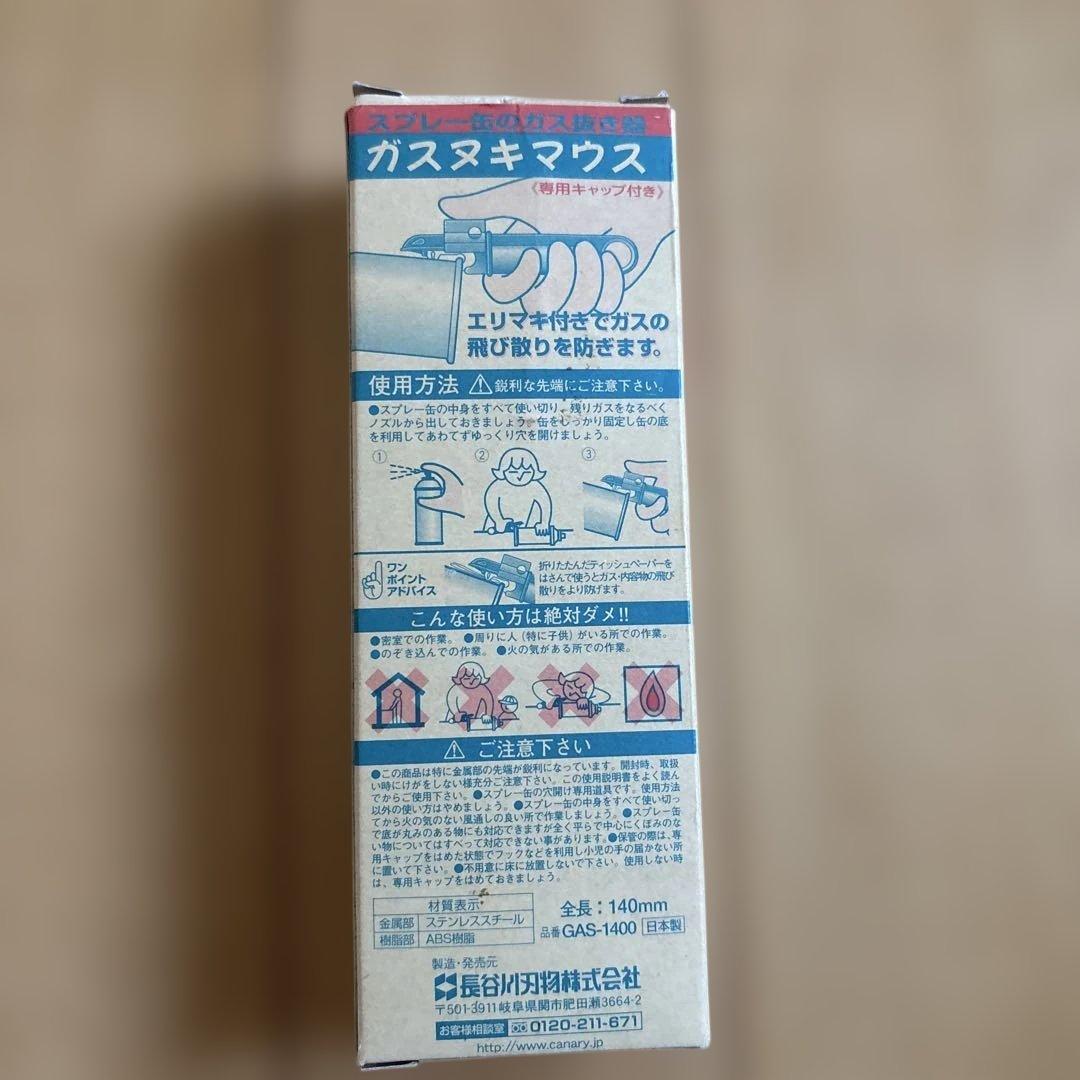 スプレー缶のガス抜き器
ガスヌキマウス
《専用キャップ付き》
エリマキ付きでガスの
飛び散りを防ぎます。
使用方法 ⚠鋭利な先端にご注意下さい。
●スプレー缶の中身をすべて使い切り、残りガスをなるべく
ノズルから出しておきましょう。缶をしっかり固定し缶の底
を利用してあわてずゆっくり穴を開けましょう。
① ② ③
ワン
ポイント
アドバイス
折りたたんだティッシュペーパーを
はさんで使うとガス・内容物の飛び
散りをより防げます。
こんな使い方は絶対ダメ!!
●密室での作業。 ●周りに人（特に子供）がいる所での作業。
●のぞき込んでの作業。 ●火の気がある所での作業。
⚠ ご注意下さい
●この商品は特に金属部の先端が鋭利になっています。開封時、取扱
い時にけがをしない様充分ご注意下さい。この使用説明書をよく読ん
でからご使用下さい。●スプレー缶の穴開け専用道具です。使用方法
以外の使い方はやめましょう。●スプレー缶の中身をすべて使い切っ
てから火の気のない風通しの良い所で作業しましょう。●スプレー缶
で底が丸みのある物にも対応できますが全く平らで中心にくぼみのな
い物についてはすべって対応できない事があります。●保管の際は、専
用キャップをはめた状態でフックなどを利用し小児の手の届かない所
に置いて下さい。●不用意に床に放置しないで下さい。使用しない時
は、専用キャップをはめておきましょう。
材質表示
金属部 ステンレススチール
樹脂部 ABS樹脂
全長：140mm
品番GAS-1400 日本製
製造・発売元
長谷川刃物株式会社
〒501-3911岐阜県関市肥田瀬3664-2
お客様相談室 0120-211-671
http://www.canary.jp